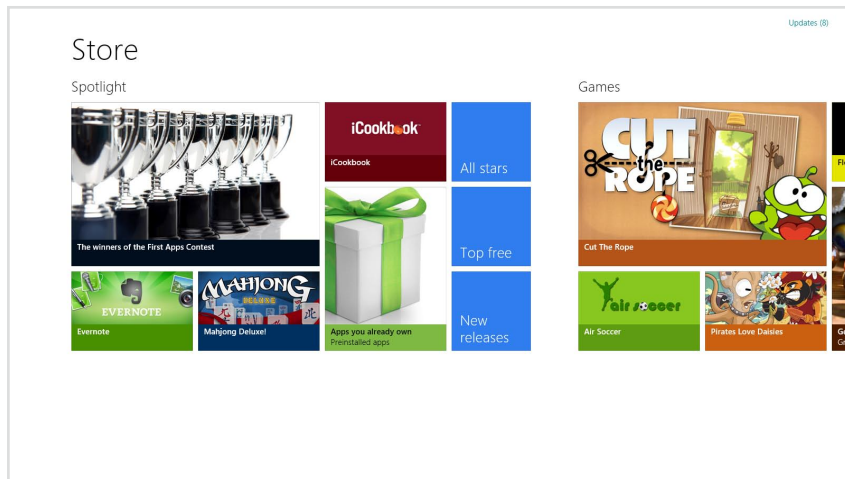 Updates (8)
Store
Spotlight
The winners of the First Apps Contest
iCookbook
iCookbook
All stars
Top free
New
releases
EVERNOTE
Evernote
MAHJONG
DELUXE
Mahjong Deluxe!
Apps you already own
Preinstalled apps
Games
CUT
the
ROPE
Cut The Rope
air soccer
Air Soccer
Pirates Love Daisies